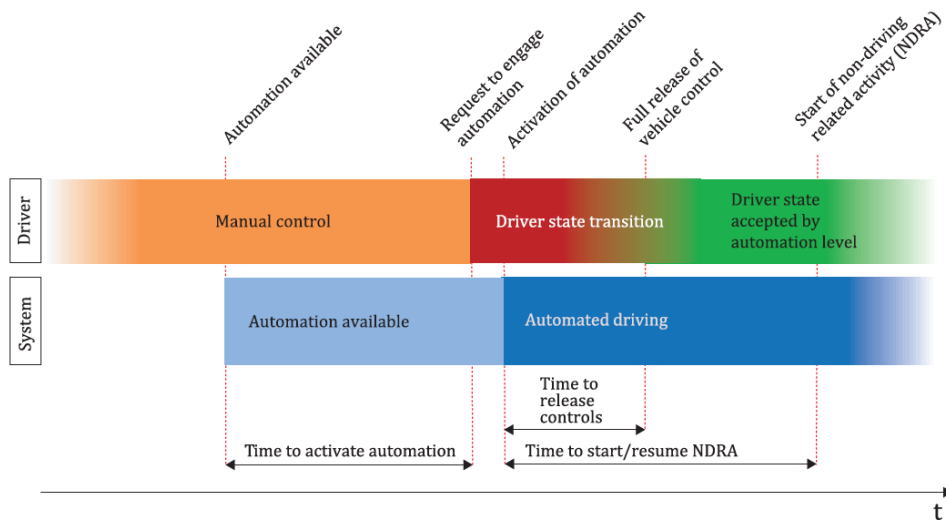 Automation available
Request to engage
automation
Activation of automation
Full release of
vehicle control
Start of non-driving
related activity (NDRA)
Driver
Manual control
Driver state transition
Driver state
accepted by
automation level
System
Automation available
Automated driving
Time to
release
controls
Time to activate automation
Time to start/resume NDRA
t